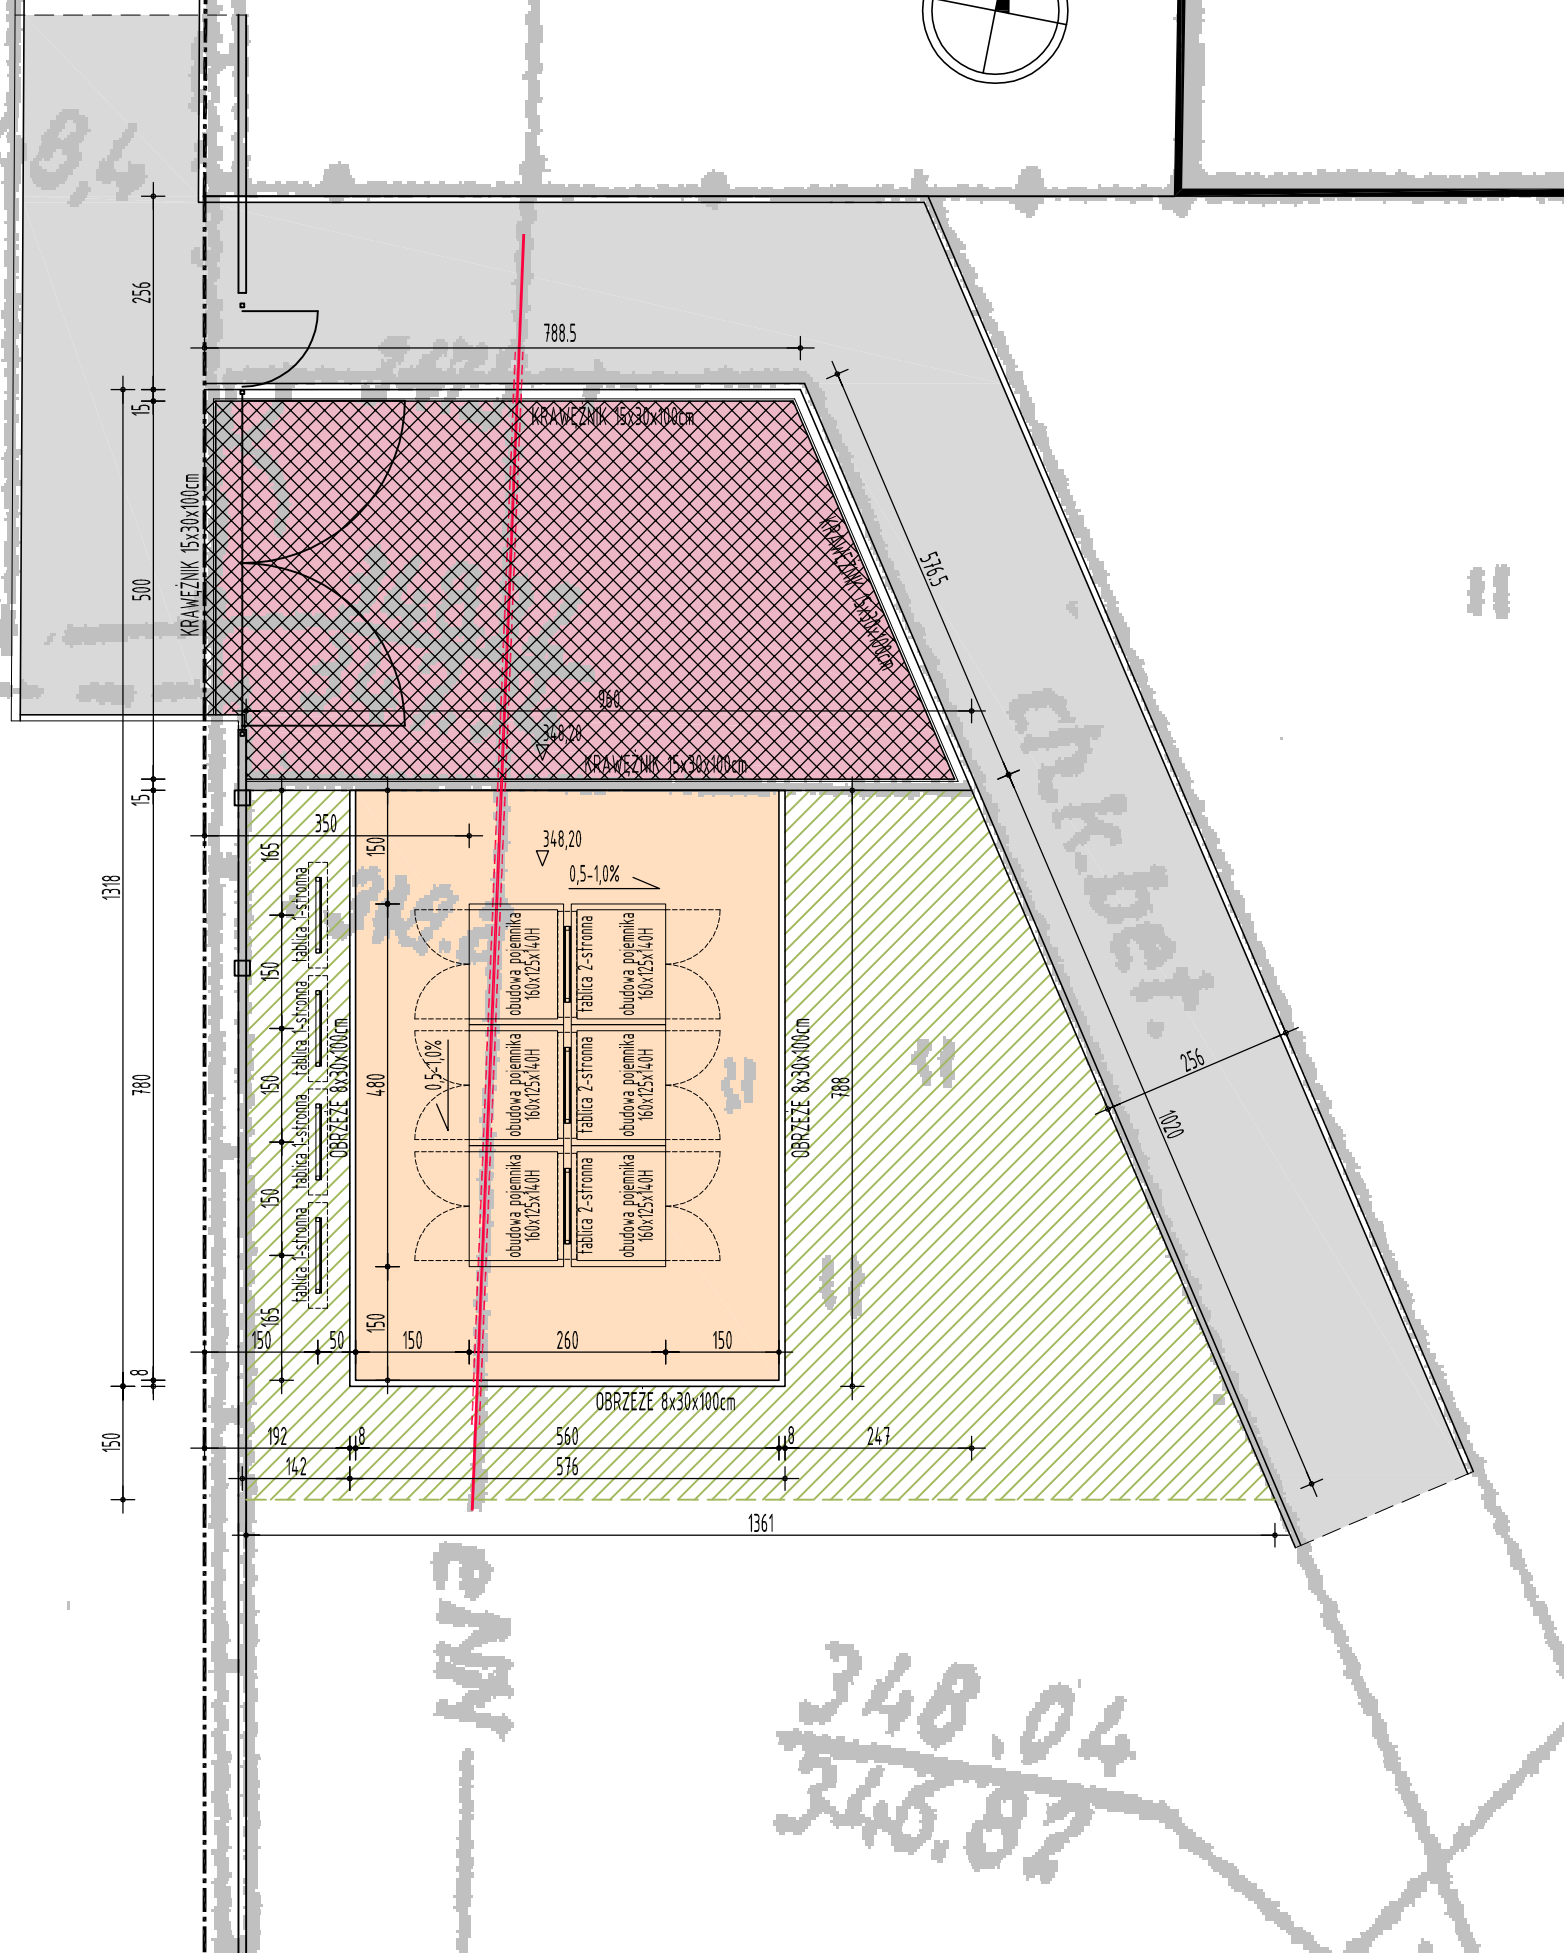 8,4
256
788.5
15
KRAWĘŻNIK 15x30x100cm
KRAWĘŻNIK 15x30x100cm
500
576.5
KRAWĘŻNIK 15x30x100cm
960
348,20
KRAWĘŻNIK 15x30x100cm
ch.bet.
15
350
165
150
348,20
0,5-1,0%
1318
tablica 1-stronna
obudowa pojemnika
160x125x140H
tablica 2-stronna
obudowa pojemnika
160x125x140H
150
tablica 1-stronna
OBRZEŻE 8x30x100cm
0,5-1,0%
obudowa pojemnika
160x125x140H
tablica 2-stronna
obudowa pojemnika
160x125x140H
OBRZEŻE 8x30x100cm
780
150
480
788
256
1020
tablica 1-stronna
150
obudowa pojemnika
160x125x140H
tablica 2-stronna
obudowa pojemnika
160x125x140H
tablica 1-stronna
165
150
150
50
150
260
150
8
OBRZEŻE 8x30x100cm
150
192
8
560
8
247
142
576
1361
eNN
348.04
346.82